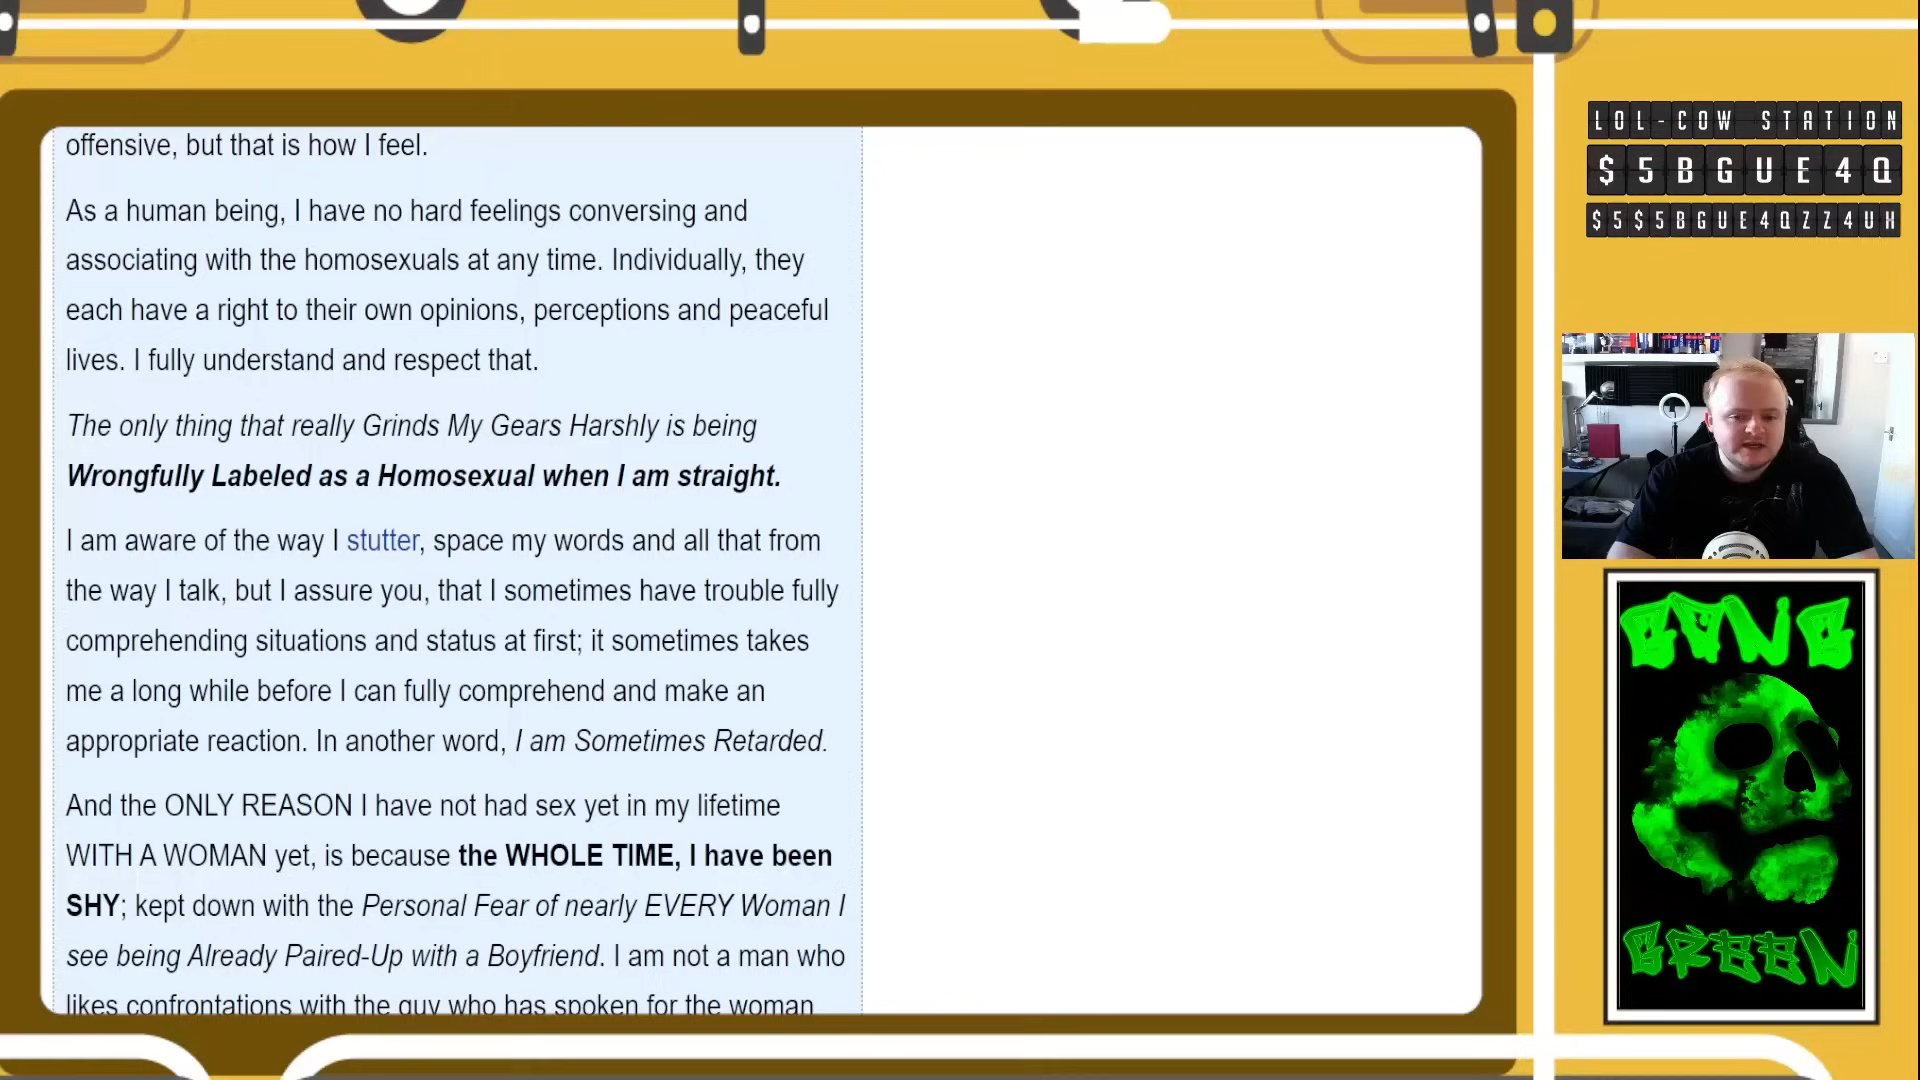 offensive, but that is how I feel.
As a human being, I have no hard feelings conversing and
associating with the homosexuals at any time. Individually, they
each have a right to their own opinions, perceptions and peaceful
lives. I fully understand and respect that.
The only thing that really Grinds My Gears Harshly is being
Wrongfully Labeled as a Homosexual when I am straight.
I am aware of the way I stutter, space my words and all that from
the way I talk, but I assure you, that I sometimes have trouble fully
comprehending situations and status at first; it sometimes takes
me a long while before I can fully comprehend and make an
appropriate reaction. In another word, I am Sometimes Retarded.
And the ONLY REASON I have not had sex yet in my lifetime
WITH A WOMAN yet, is because the WHOLE TIME, I have been
SHY; kept down with the Personal Fear of nearly EVERY Woman I
see being Already Paired-Up with a Boyfriend. I am not a man who
likes confrontations with the guy who has spoken for the woman
LOL-COW STATION
$5BGUE4Q
$5$5BGUE4QZZ4UX
GONE
GREEN